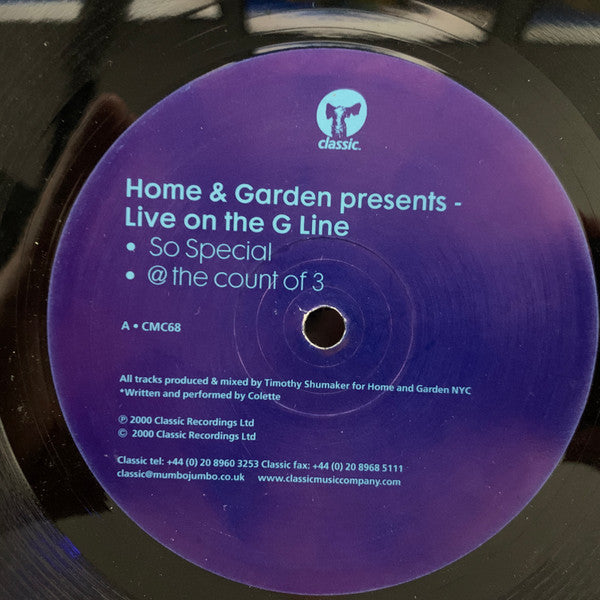 classic.
Home & Garden presents -
Live on the G Line
• So Special
• @ the count of 3
A • CMC68
All tracks produced & mixed by Timothy Shumaker for Home and Garden NYC
*Written and performed by Colette
℗ 2000 Classic Recordings Ltd
© 2000 Classic Recordings Ltd
Classic tel: +44 (0) 20 8960 3253 Classic fax: +44 (0) 20 8968 5111
classic@mumbojumbo.co.uk www.classicmusiccompany.com